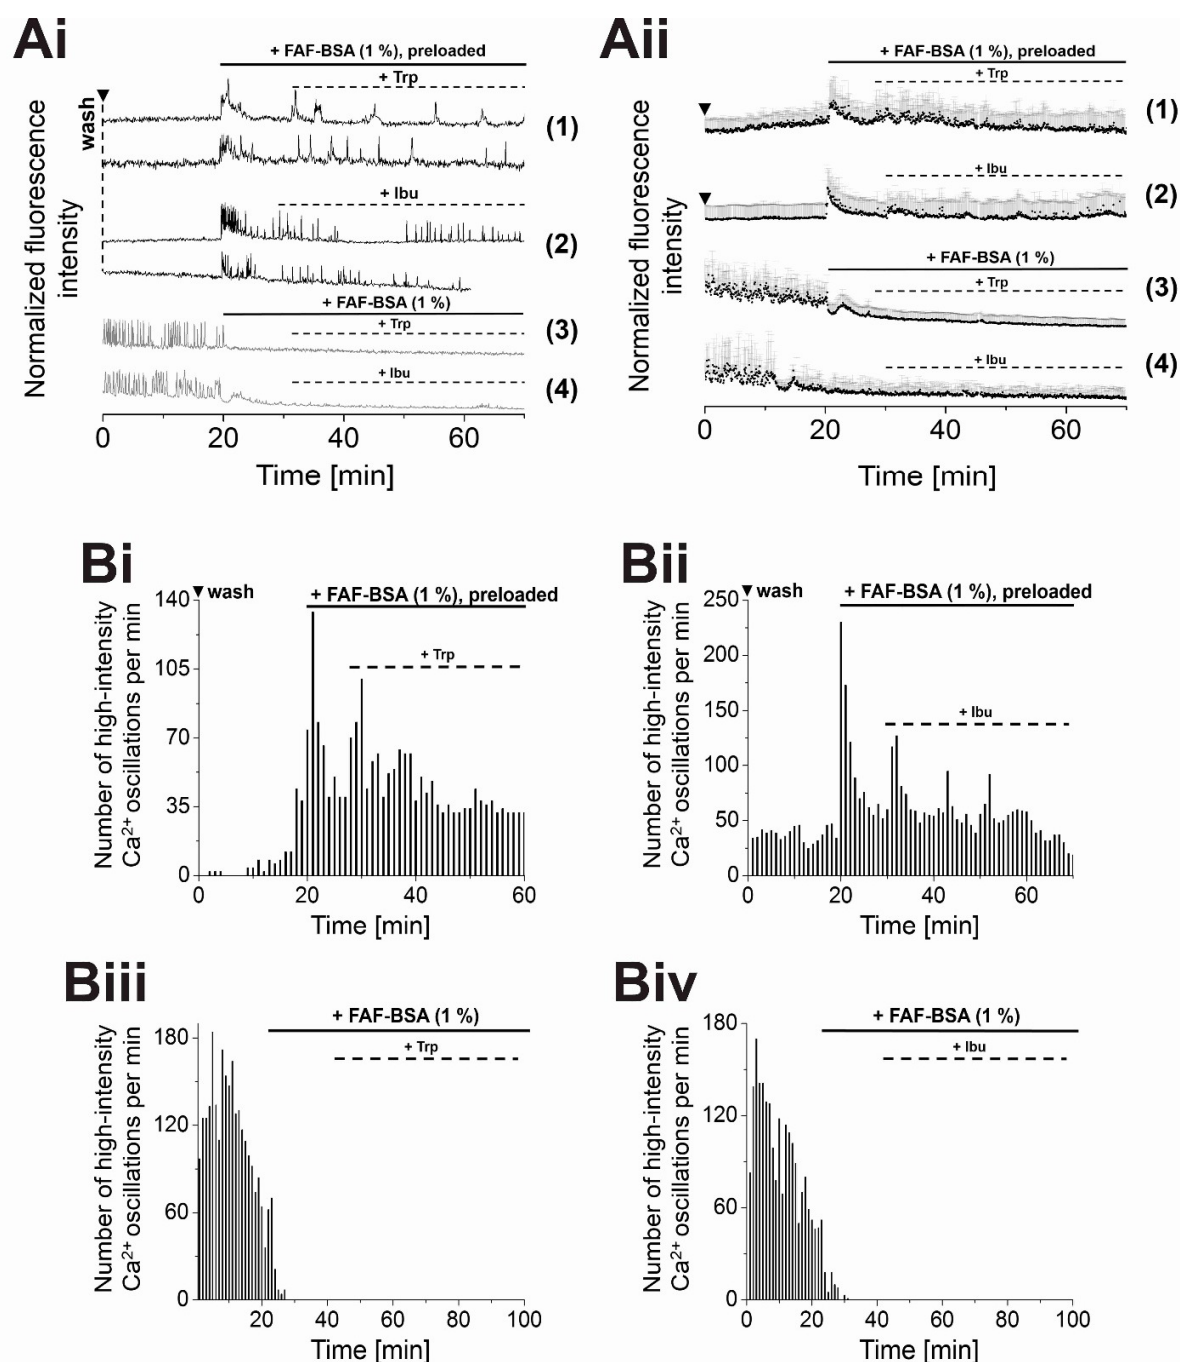 Ai
+ FAF-BSA (1 %), preloaded
+ Trp
wash
(1)
+ Ibu
(2)
+ FAF-BSA (1 %)
+ Trp
(3)
+ Ibu
(4)
Normalized fluorescence
intensity
0 20 40 60
Time [min]
Aii
+ FAF-BSA (1 %), preloaded
+ Trp
(1)
+ Ibu
(2)
+ FAF-BSA (1 %)
+ Trp
(3)
+ Ibu
(4)
Normalized fluorescence
intensity
0 20 40 60
Time [min]
Bi
wash
+ FAF-BSA (1 %), preloaded
+ Trp
Number of high-intensity
Ca2+ oscillations per min
140
105
70
35
0
0 20 40 60
Time [min]
Bii
wash
+ FAF-BSA (1 %), preloaded
+ Ibu
Number of high-intensity
Ca2+ oscillations per min
250
200
150
100
50
0
0 20 40 60
Time [min]
Biii
+ FAF-BSA (1 %)
+ Trp
Number of high-intensity
Ca2+ oscillations per min
180
120
60
0
20 40 60 80 100
Time [min]
Biv
+ FAF-BSA (1 %)
+ Ibu
Number of high-intensity
Ca2+ oscillations per min
180
120
60
0
0 20 40 60 80 100
Time [min]